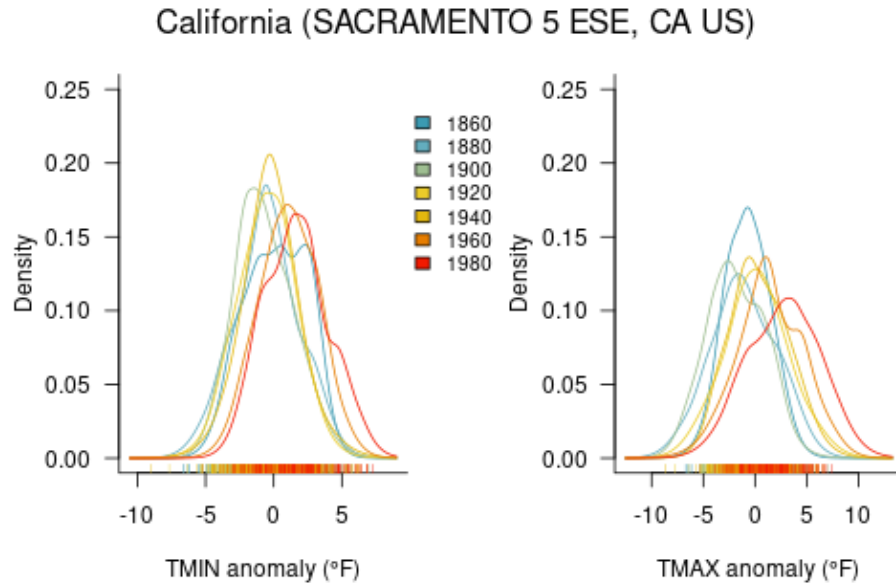 California (SACRAMENTO 5 ESE, CA US)
0.25
0.20
0.15
0.10
0.05
0.00
Density
-10 -5 0 5
TMIN anomaly (°F)
1860
1880
1900
1920
1940
1960
1980
0.25
0.20
0.15
0.10
0.05
0.00
Density
-10 -5 0 5 10
TMAX anomaly (°F)